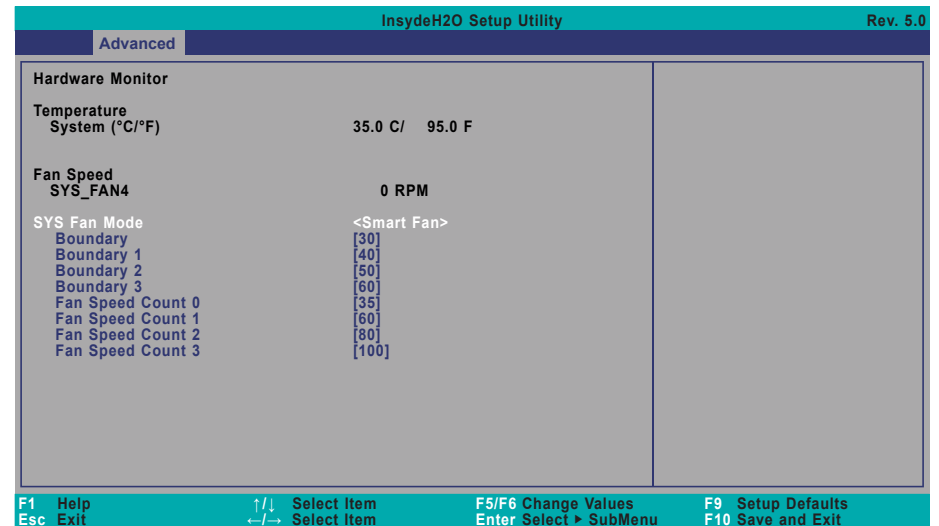 InsydeH2O Setup Utility Rev. 5.0
Advanced
Hardware Monitor
Temperature
System (°C/°F) 35.0 C/ 95.0 F
Fan Speed
SYS_FAN4 0 RPM
SYS Fan Mode <Smart Fan>
Boundary [30]
Boundary 1 [40]
Boundary 2 [50]
Boundary 3 [60]
Fan Speed Count 0 [35]
Fan Speed Count 1 [60]
Fan Speed Count 2 [80]
Fan Speed Count 3 [100]
F1 Help ↑/↓ Select Item F5/F6 Change Values F9 Setup Defaults
Esc Exit ←/→ Select Item Enter Select ▶ SubMenu F10 Save and Exit